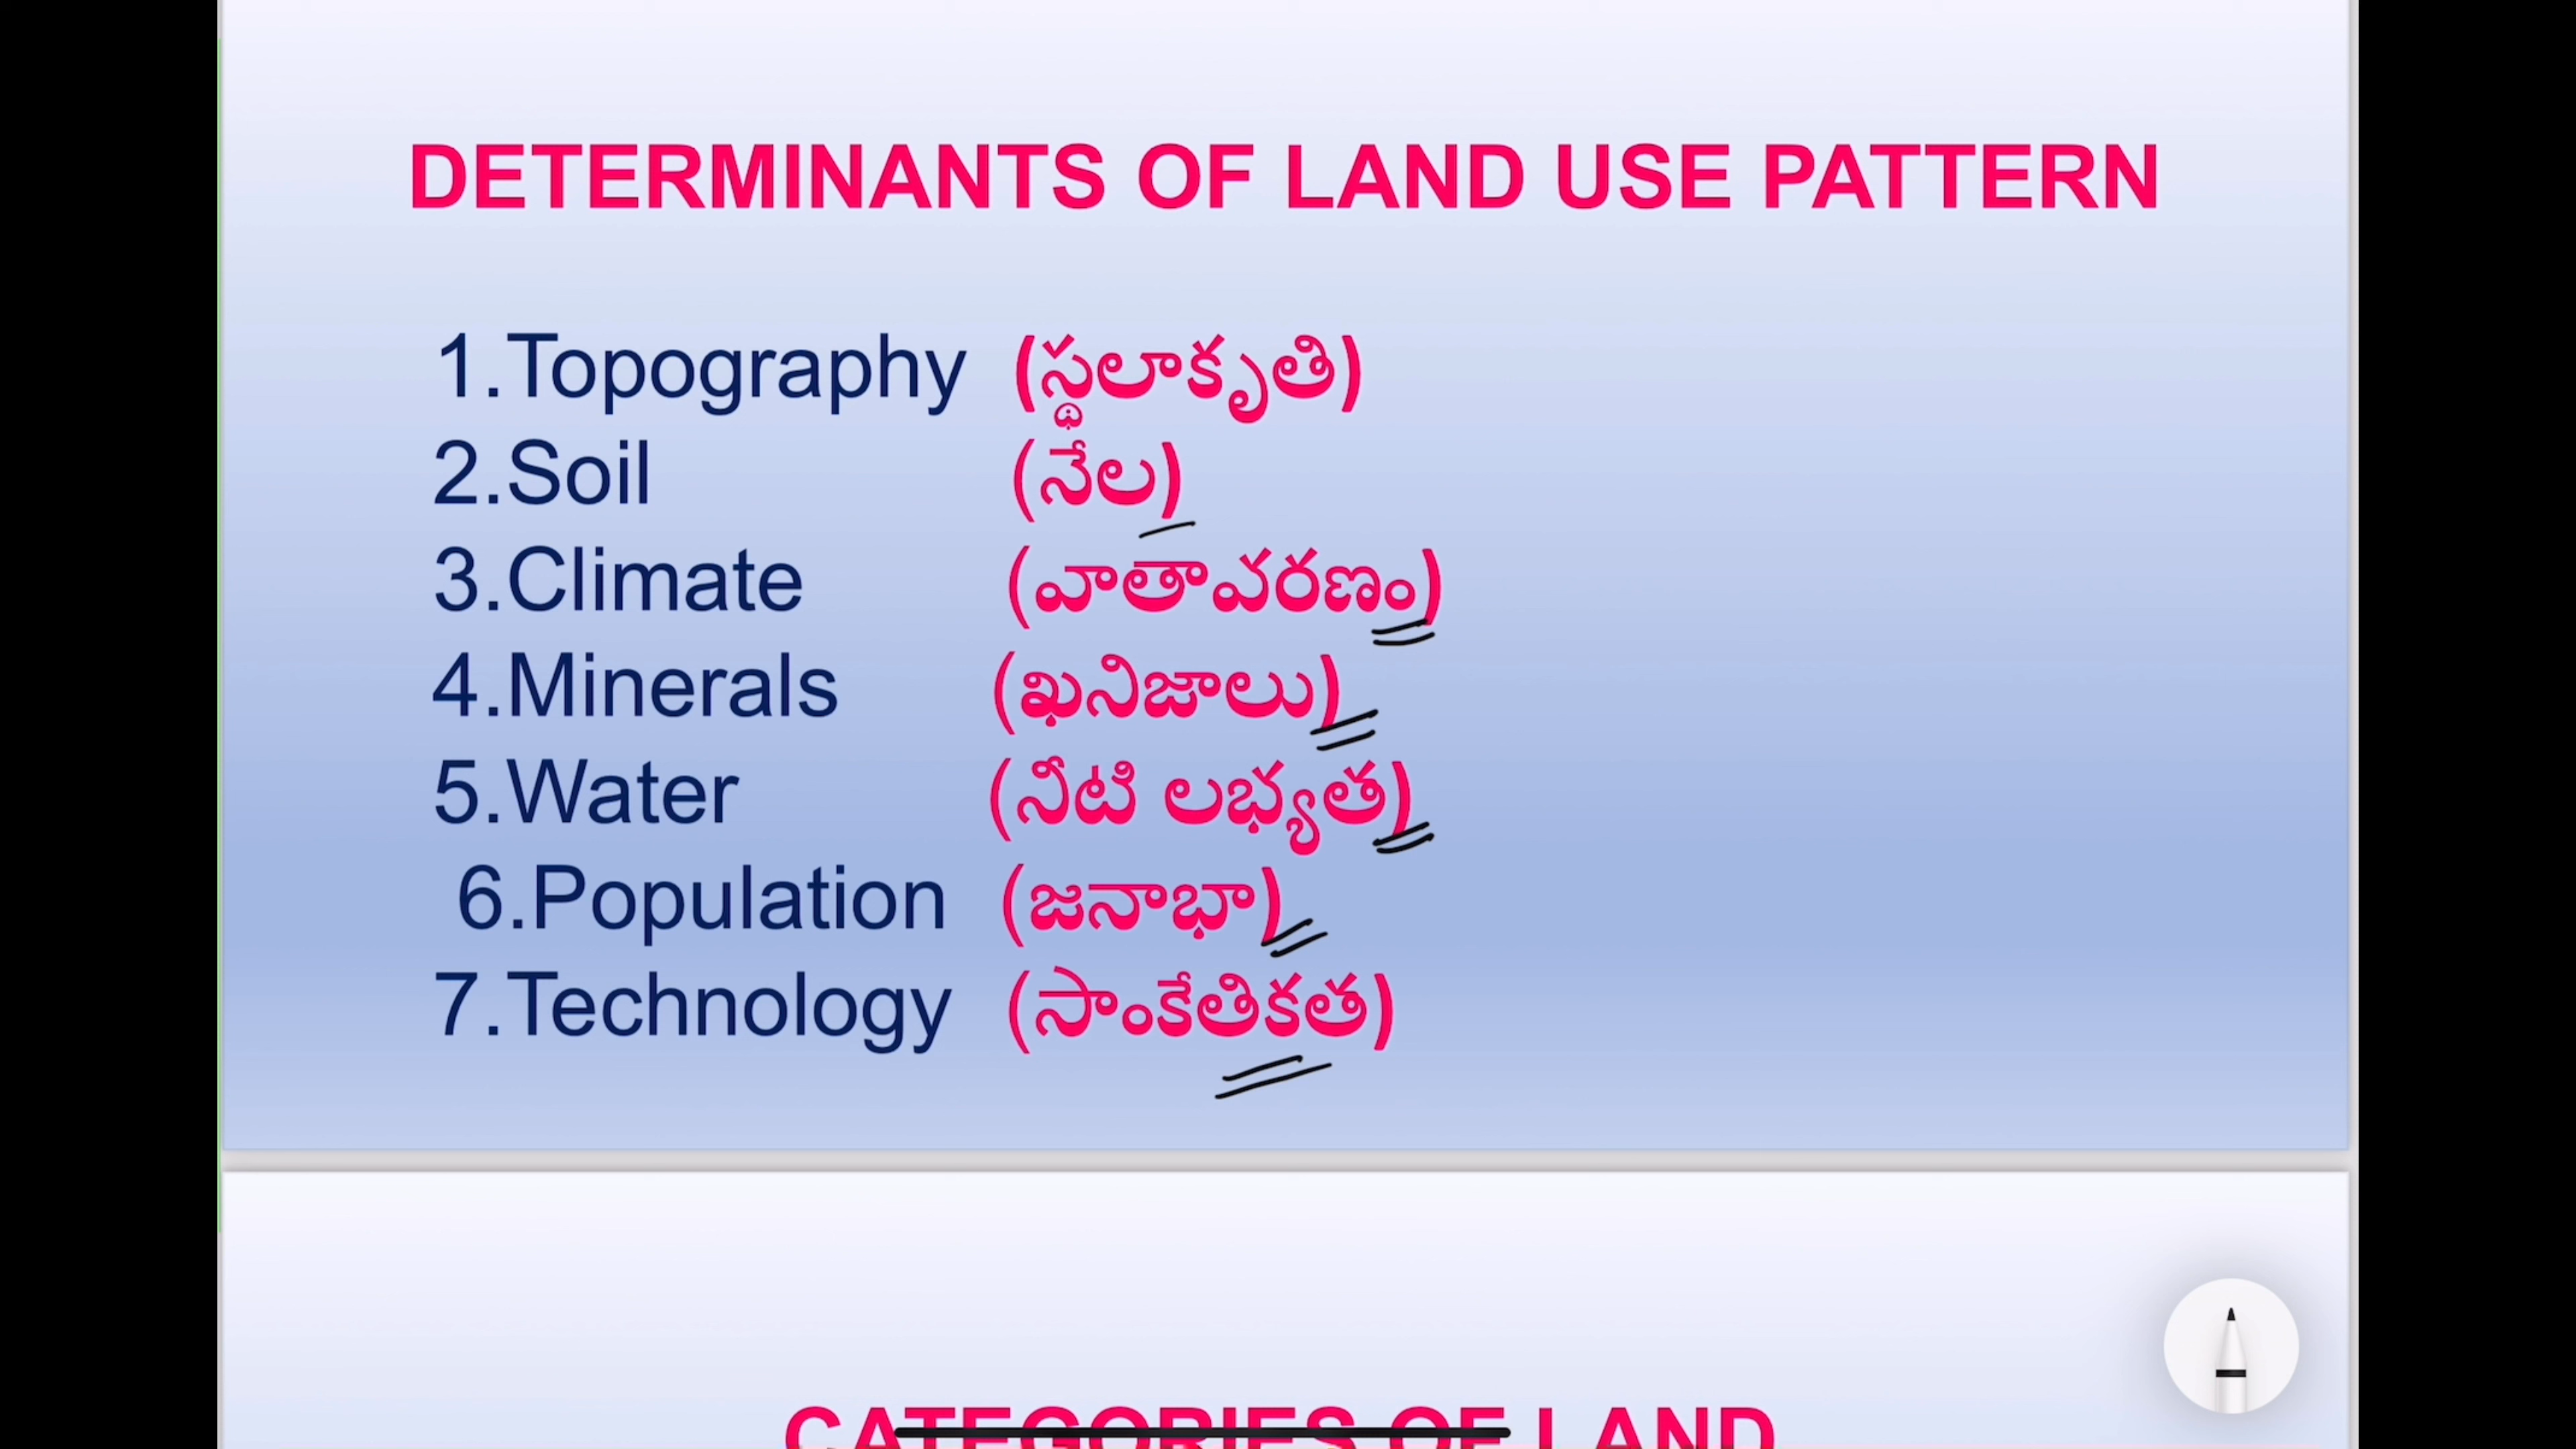 DETERMINANTS OF LAND USE PATTERN
1.Topography (స్థలాకృతి)
2.Soil (నేల)
3.Climate (వాతావరణం)
4.Minerals (ఖనిజాలు)
5.Water (నీటి లభ్యత)
6.Population (జనాభా)
7.Technology (సాంకేతికత)
CATEGORIES OF LAND